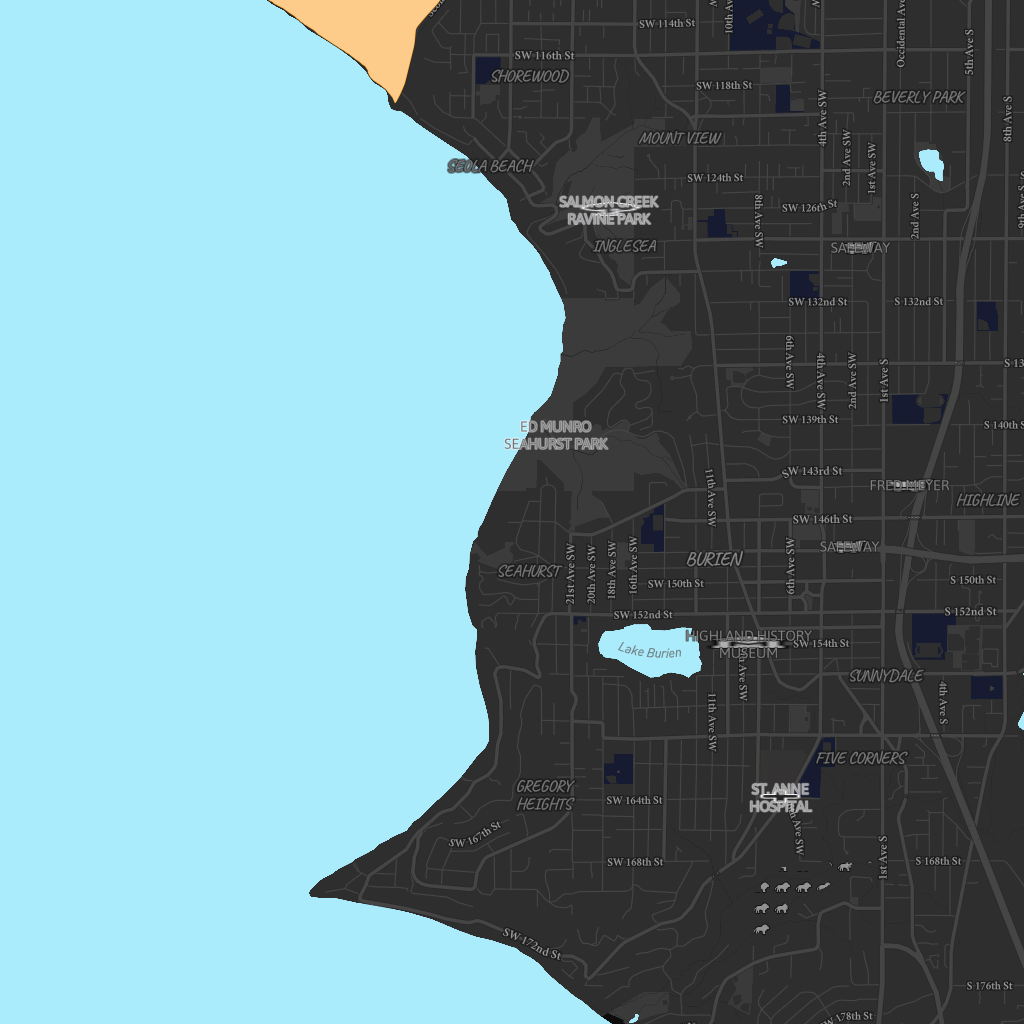 SW 114th St
10th Ave
Occidental Ave
5th Ave S
SW 116th St
SHOREWOOD
SW 118th St
BEVERLY PARK
4th Ave SW
8th Ave S
MOUNT VIEW
2nd Ave SW
1st Ave SW
SEOLA BEACH
SW 124th St
SALMON CREEK
RAVINE PARK
8th Ave SW
SW 126th St
2nd Ave S
9th Ave S
INGLESEA
SAFEWAY
SW 132nd St
S 132nd St
6th Ave SW
4th Ave SW
2nd Ave SW
1st Ave S
S 13
SW 139th St
S 140th S
ED MUNRO
SEAHURST PARK
11th Ave SW
SW 143rd St
FRED MEYER
HIGHLINE
SW 146th St
SAFEWAY
BURIEN
SEAHURST
21st Ave SW
20th Ave SW
18th Ave SW
16th Ave SW
6th Ave SW
SW 150th St
S 150th St
SW 152nd St
S 152nd St
HIGHLAND HISTORY
MUSEUM
SW 154th St
Lake Burien
SUNNYDALE
11th Ave SW
4th Ave S
FIVE CORNERS
GREGORY
HEIGHTS
ST. ANNE
HOSPITAL
SW 164th St
SW 167th St
SW 168th St
1st Ave S
S 168th St
SW 172nd St
S 176th St
SW 178th St